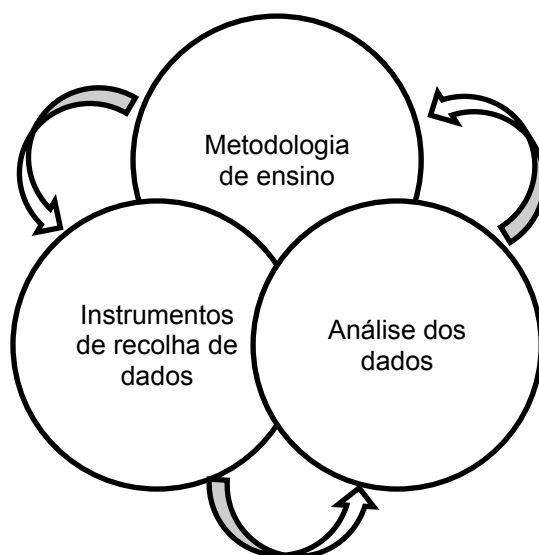 Metodologia
de ensino
Instrumentos
de recolha de
dados
Análise dos
dados